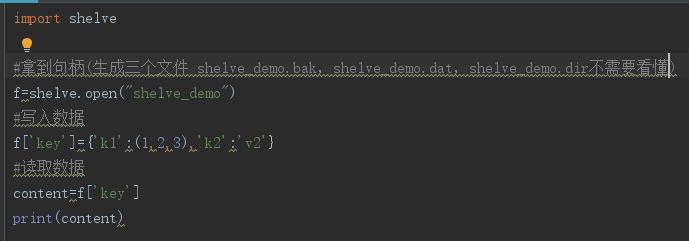 import shelve
#拿到句柄(生成三个文件 shelve_demo.bak, shelve_demo.dat, shelve_demo.dir不需要看懂)
f=shelve.open("shelve_demo")
#写入数据
f['key']={'k1':(1,2,3),'k2':'v2'}
#读取数据
content=f['key']
print(content)